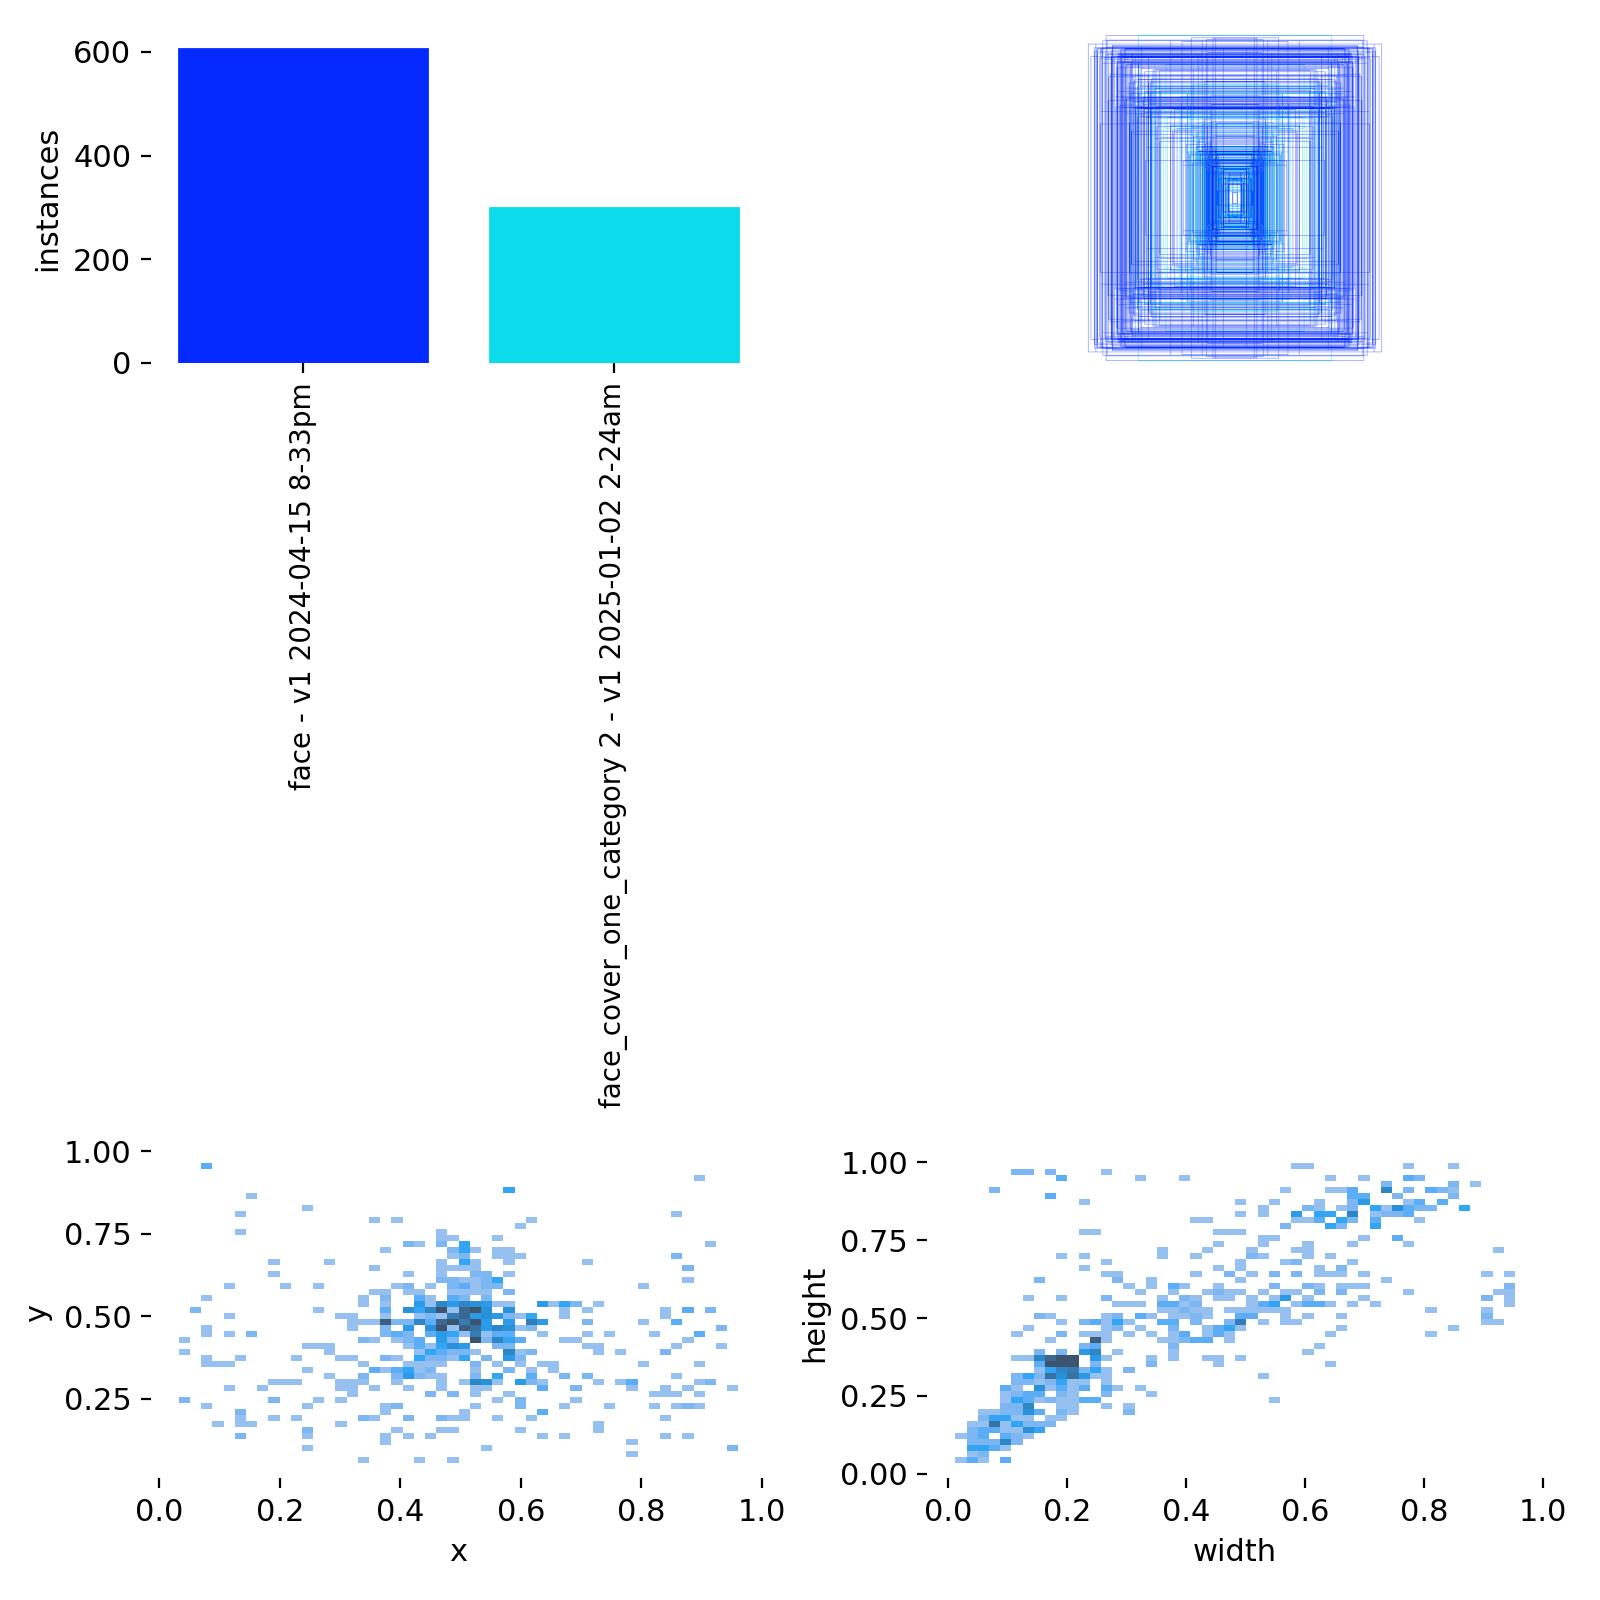 600
400
200
0
instances
face - v1 2024-04-15 8-33pm
face_cover_one_category 2 - v1 2025-01-02 2-24am
1.00
0.75
0.50
0.25
y
0.0 0.2 0.4 0.6 0.8 1.0
x
1.00
0.75
0.50
0.25
0.00
height
0.0 0.2 0.4 0.6 0.8 1.0
width